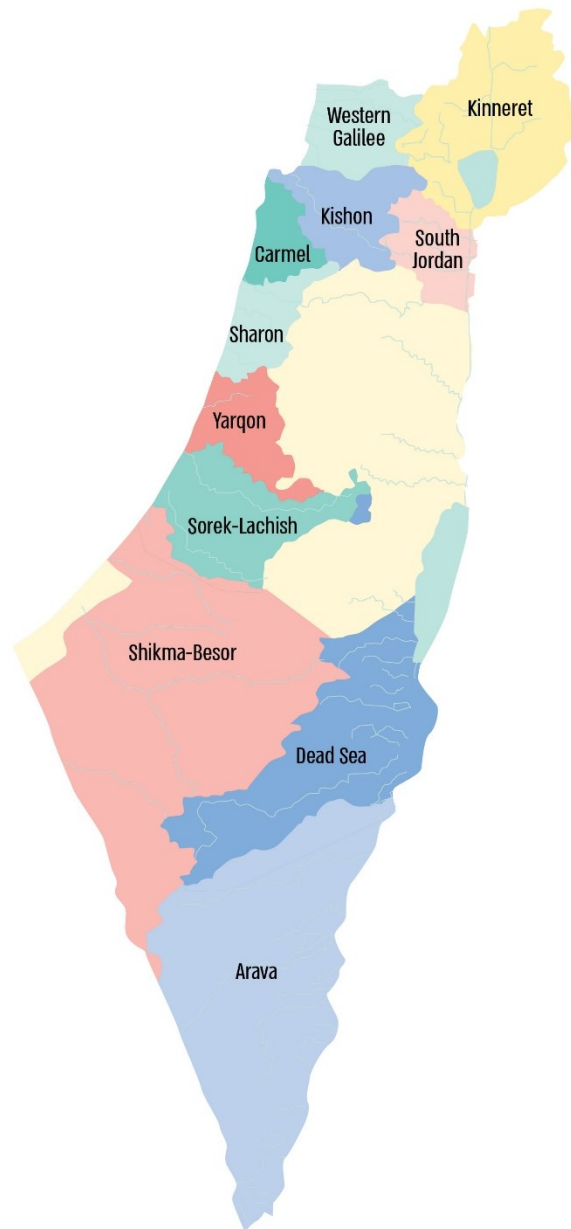 Kinneret
Western
Galilee
Kishon
South
Jordan
Carmel
Sharon
Yarqon
Sorek-Lachish
Shikma-Besor
Dead Sea
Arava